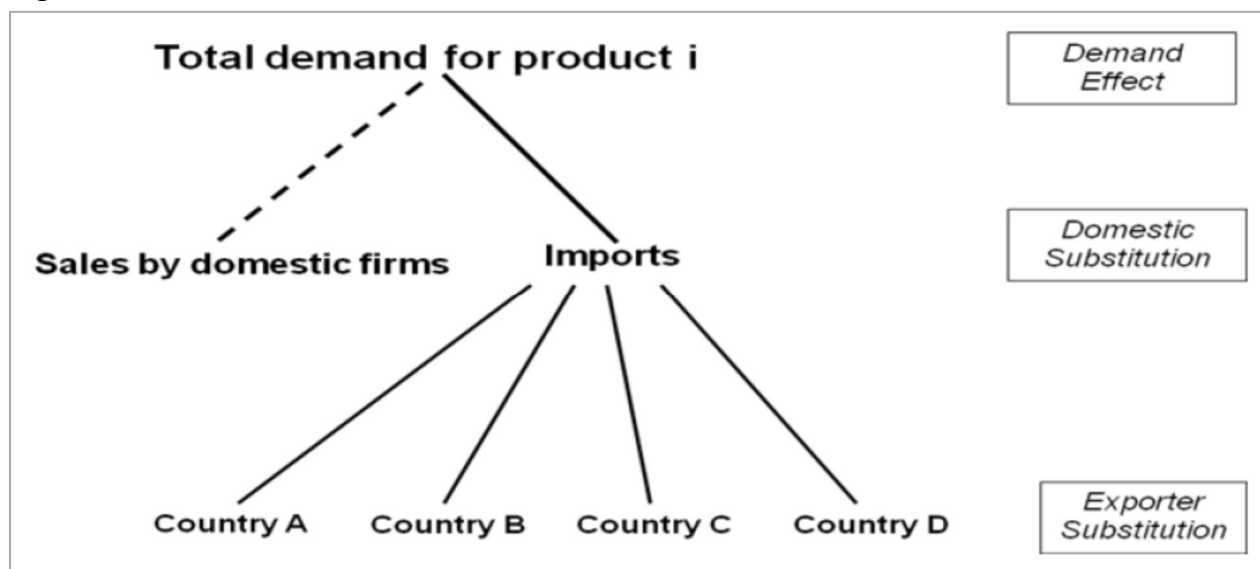 Total demand for product i
Demand
Effect
Sales by domestic firms
Imports
Domestic
Substitution
Country A
Country B
Country C
Country D
Exporter
Substitution